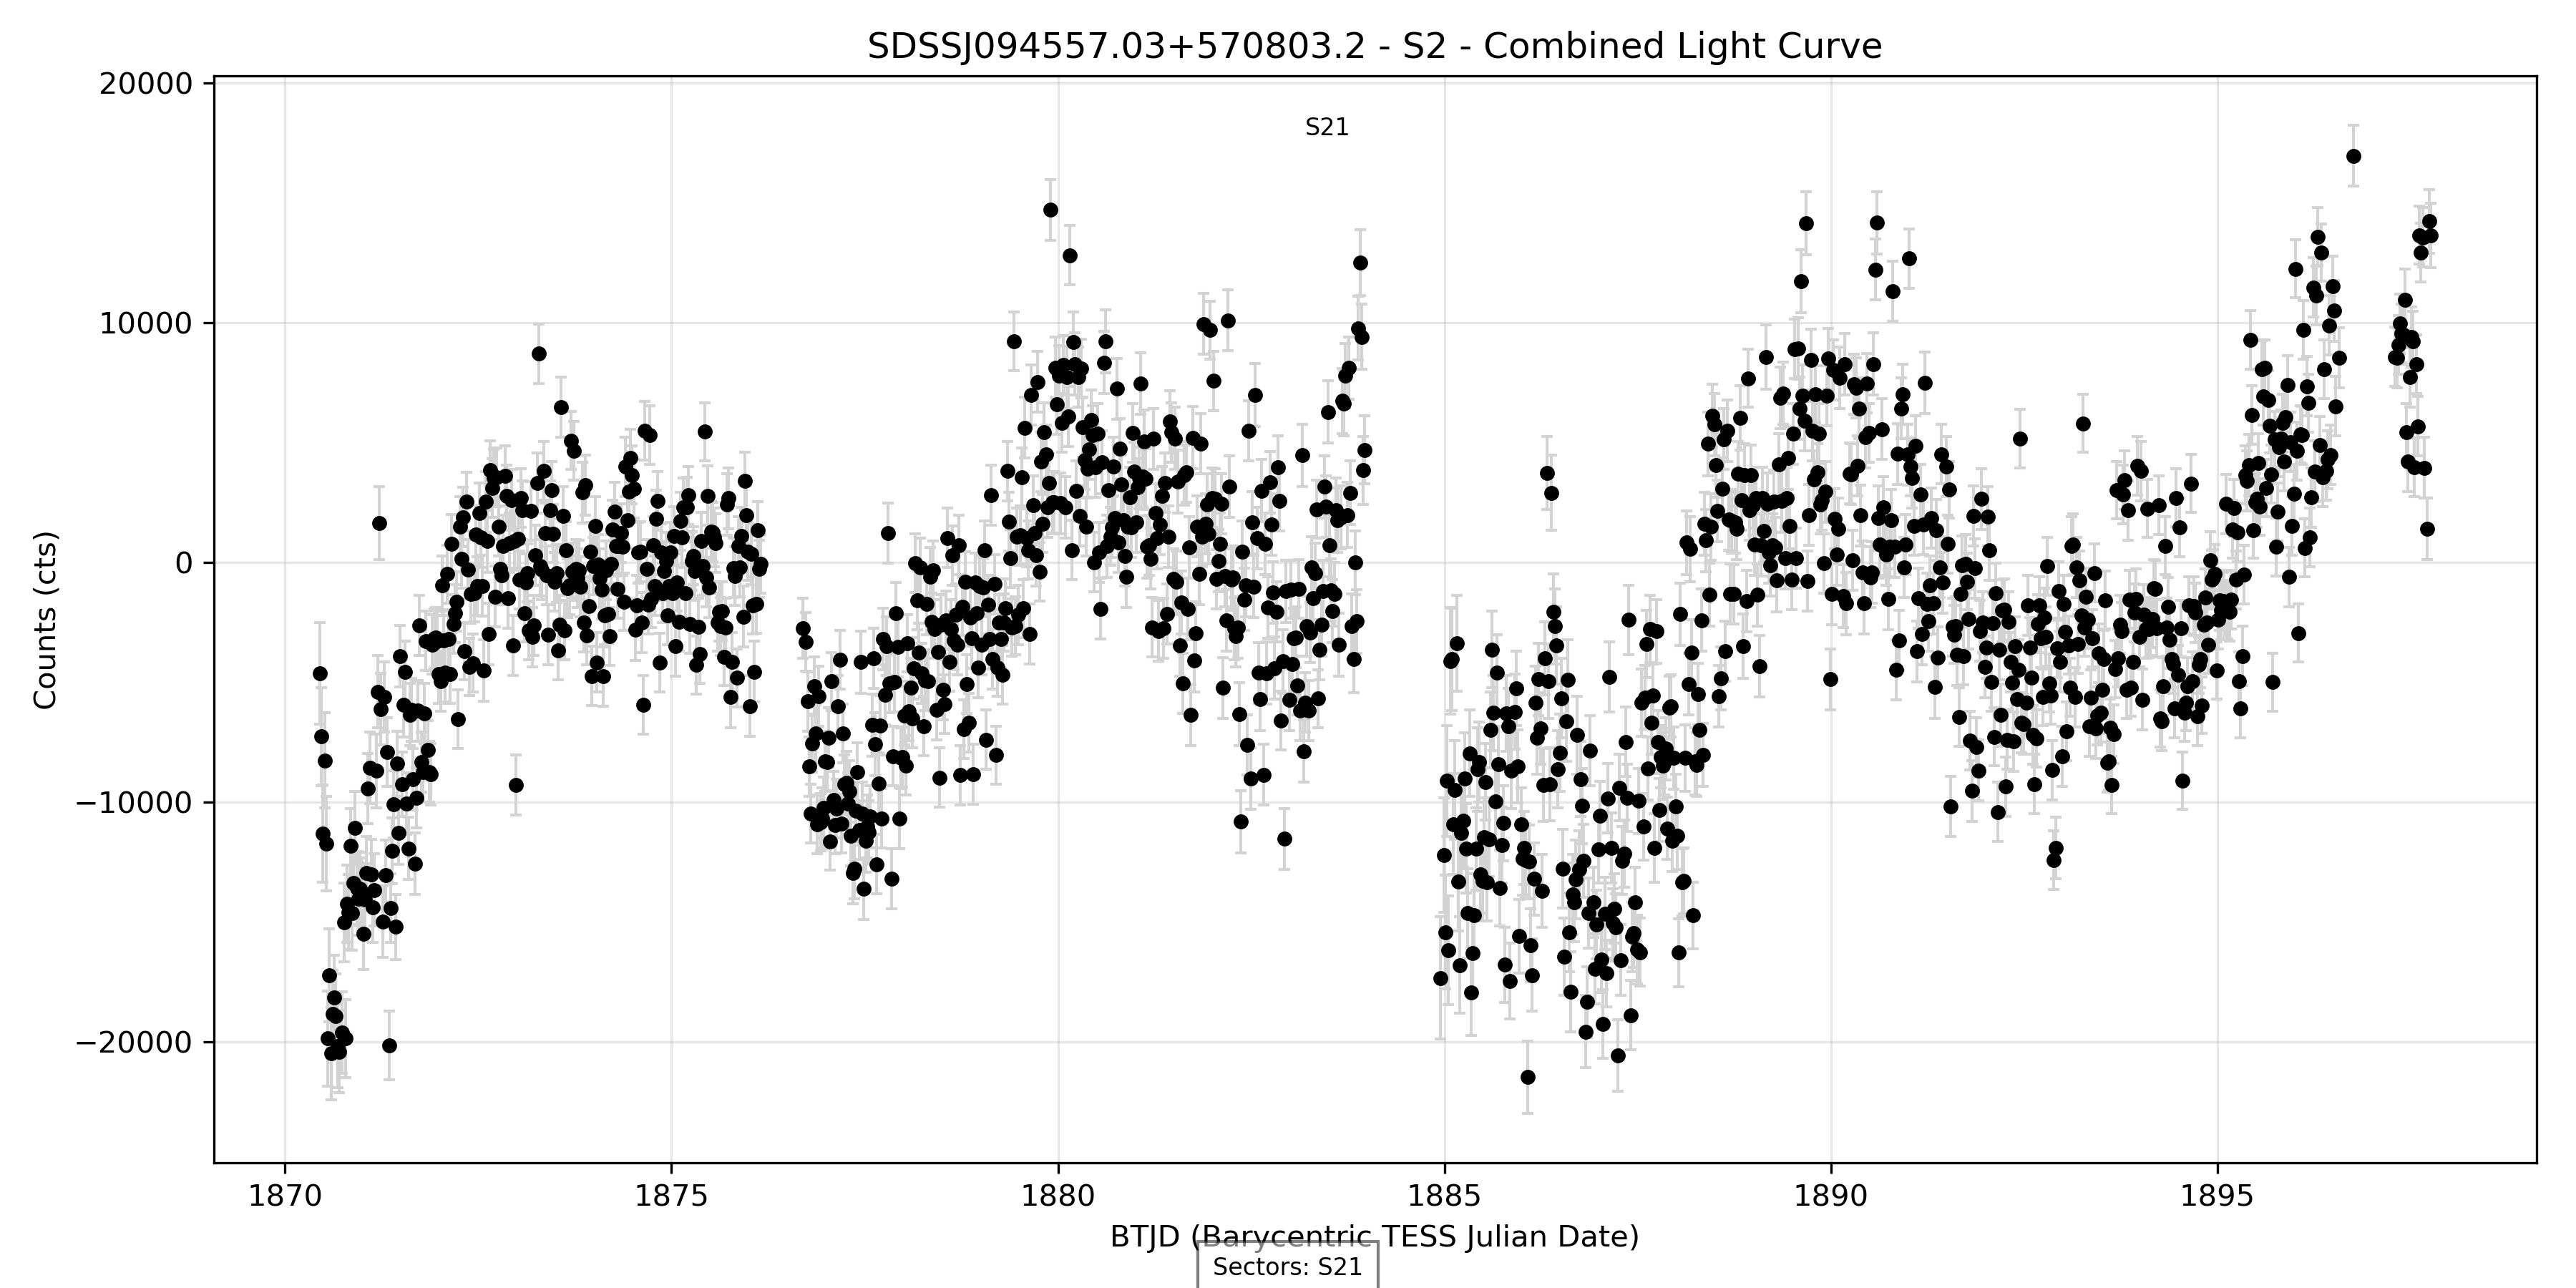 SDSSJ094557.03+570803.2 - S2 - Combined Light Curve
S21
Counts (cts)
20000
10000
0
−10000
−20000
1870 1875 1880 1885 1890 1895
BTJD (Barycentric TESS Julian Date)
Sectors: S21